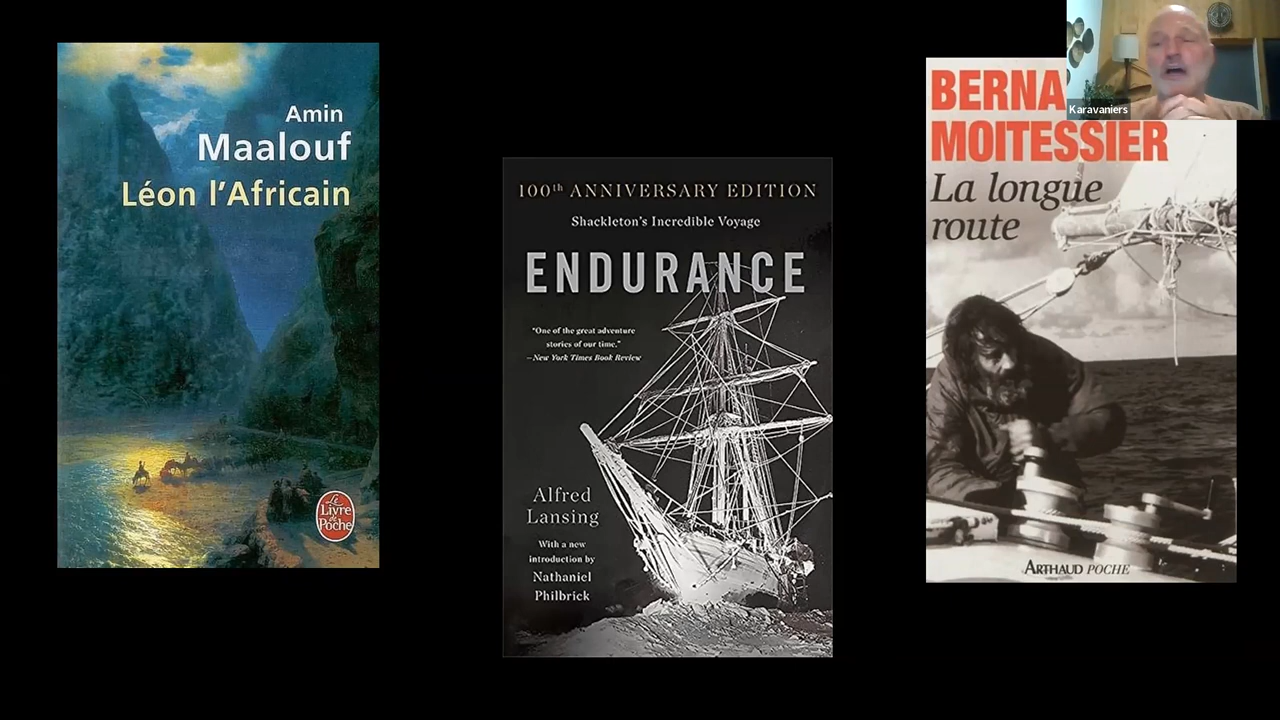 Amin
Maalouf
Léon l'Africain
Le
Livre
de
Poche
100th ANNIVERSARY EDITION
Shackleton's Incredible Voyage
ENDURANCE
"One of the great adventure
stories of our time."
—New York Times Book Review
Alfred
Lansing
With a new
introduction by
Nathaniel
Philbrick
BERNA
MOITESSIER
La longue
route
ARTHAUD POCHE
Karavaniers